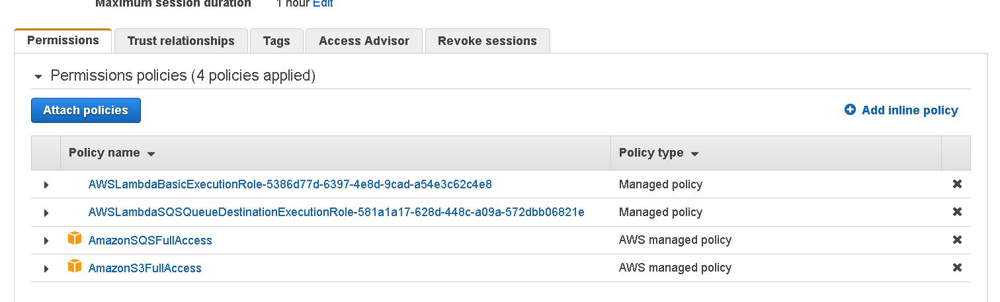 Maximum session duration 1 hour Edit
Permissions Trust relationships Tags Access Advisor Revoke sessions
Permissions policies (4 policies applied)
Attach policies Add inline policy
Policy name Policy type
AWSLambdaBasicExecutionRole-5386d77d-6397-4e8d-9cad-a54e3c62c4e8 Managed policy
AWSLambdaSQSQueueDestinationExecutionRole-581a1a17-628d-448c-a09a-572dbb06821e Managed policy
AmazonSQSFullAccess AWS managed policy
AmazonS3FullAccess AWS managed policy